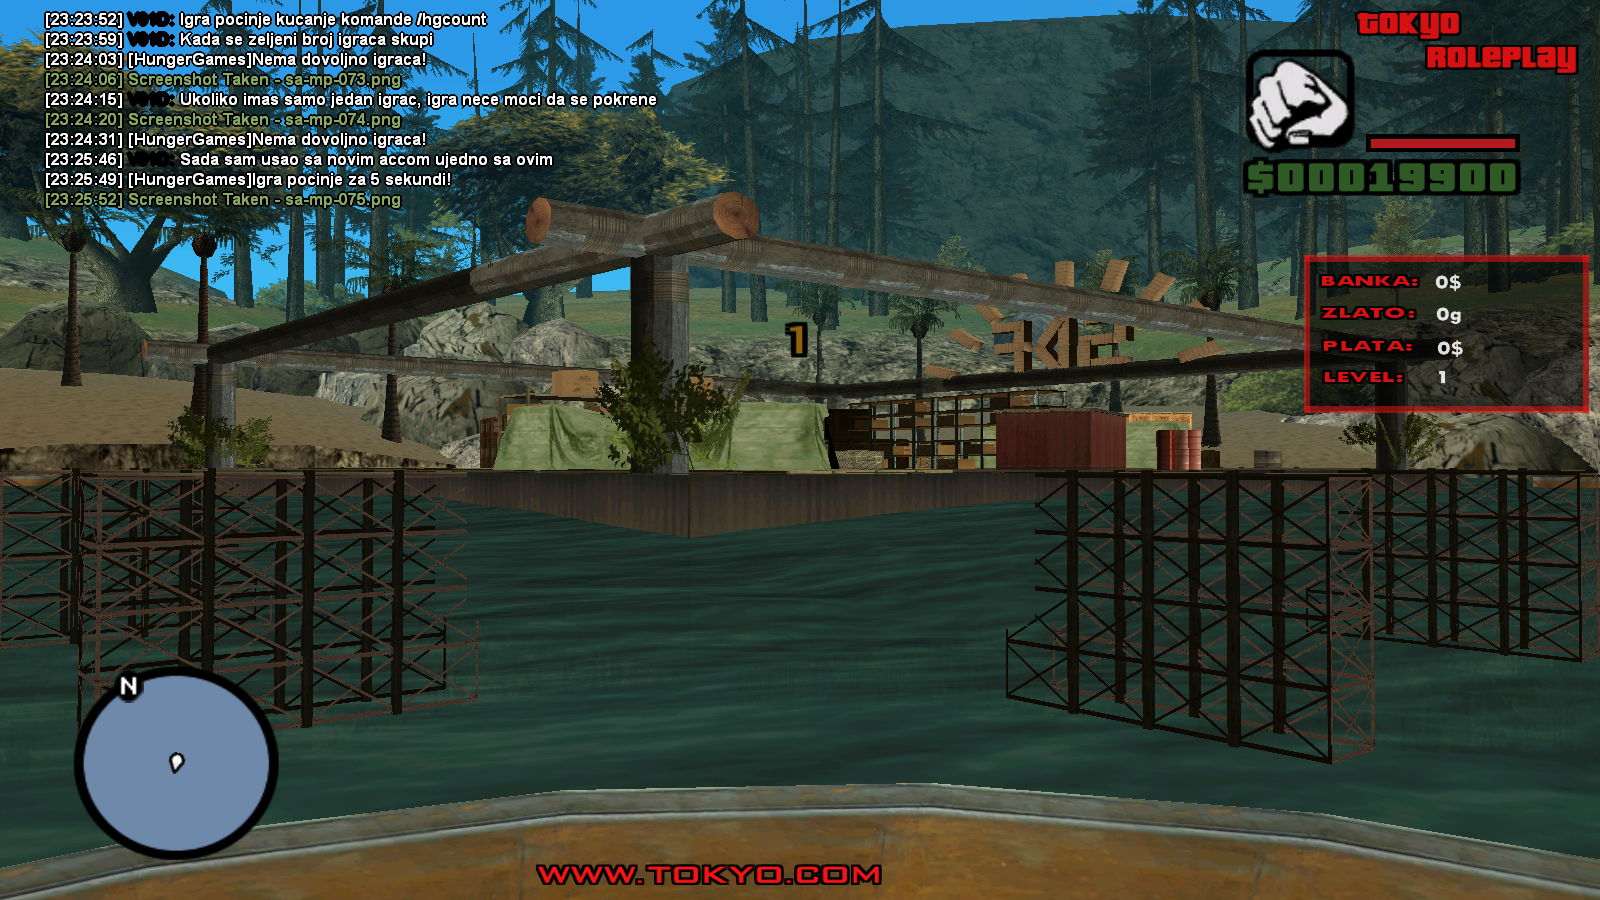 [23:23:52] V01D: Igra pocinje kucanje komande /hgcount
[23:23:59] V01D: Kada se zeljeni broj igraca skupi
[23:24:03] [HungerGames]Nema dovoljno igraca!
[23:24:06] Screenshot Taken - sa-mp-073.png
[23:24:15] V01D: Ukoliko imas samo jedan igrac, igra nece moci da se pokrene
[23:24:20] Screenshot Taken - sa-mp-074.png
[23:24:31] [HungerGames]Nema dovoljno igraca!
[23:25:46] V01D: Sada sam usao sa novim accom ujedno sa ovim
[23:25:49] [HungerGames]Igra pocinje za 5 sekundi!
[23:25:52] Screenshot Taken - sa-mp-075.png
Tokyo
Roleplay
$00019900
BANKA: 0$
ZLATO: 0g
PLATA: 0$
LEVEL: 1
1
N
WWW.TOKYO.COM